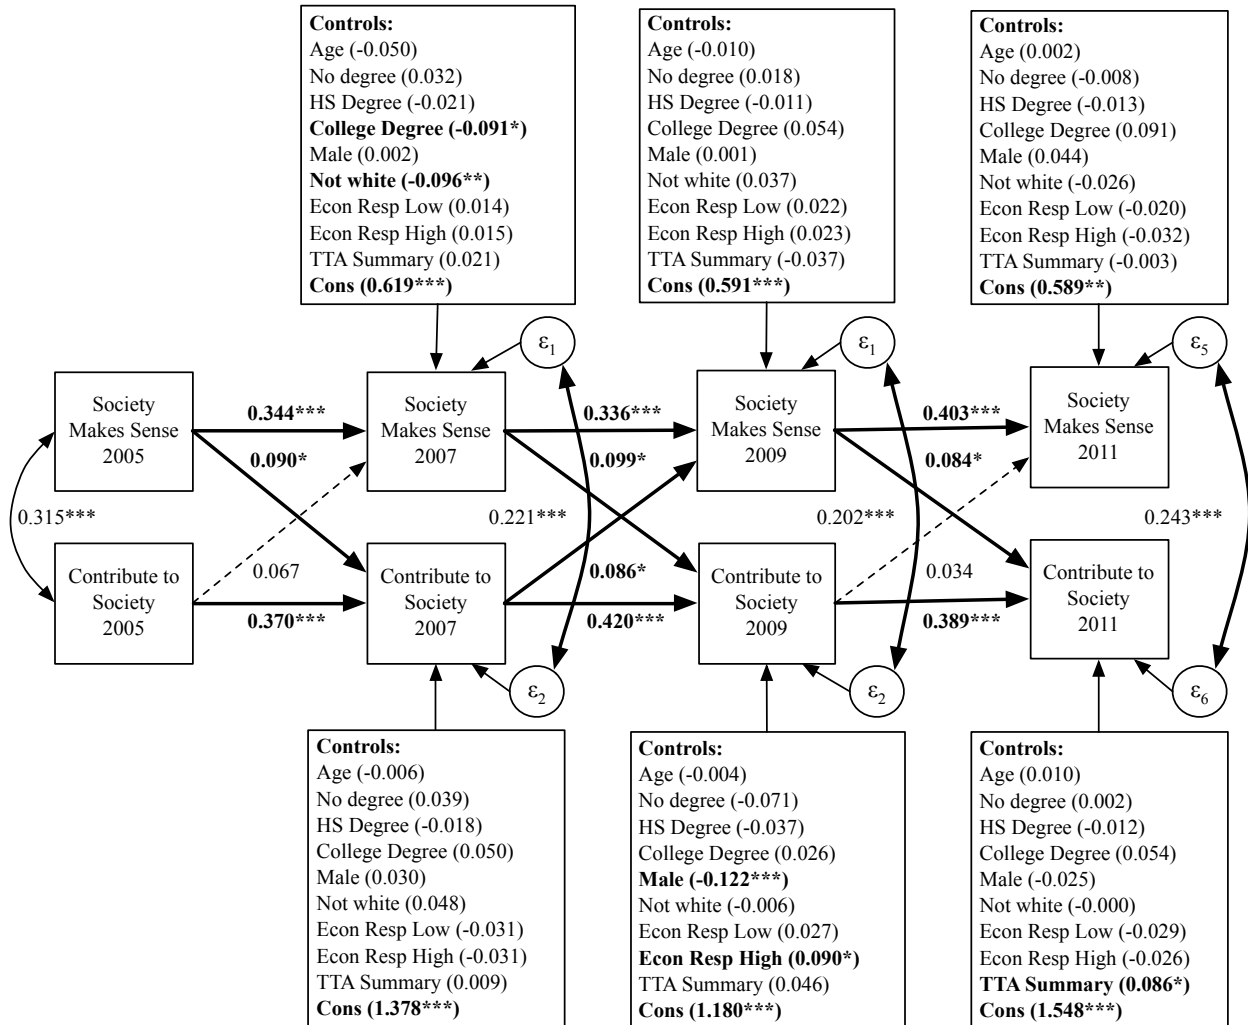 Controls:
Age (-0.050)
No degree (0.032)
HS Degree (-0.021)
College Degree (-0.091*)
Male (0.002)
Not white (-0.096**)
Econ Resp Low (0.014)
Econ Resp High (0.015)
TTA Summary (0.021)
Cons (0.619***)
Controls:
Age (-0.010)
No degree (0.018)
HS Degree (-0.011)
College Degree (0.054)
Male (0.001)
Not white (0.037)
Econ Resp Low (0.022)
Econ Resp High (0.023)
TTA Summary (-0.037)
Cons (0.591***)
Controls:
Age (0.002)
No degree (-0.008)
HS Degree (-0.013)
College Degree (0.091)
Male (0.044)
Not white (-0.026)
Econ Resp Low (-0.020)
Econ Resp High (-0.032)
TTA Summary (-0.003)
Cons (0.589**)
ε1
ε1
ε5
Society
Makes Sense
2005
0.344***
0.090*
Society
Makes Sense
2007
0.336***
0.099*
Society
Makes Sense
2009
0.403***
0.084*
Society
Makes Sense
2011
0.315***
0.221***
0.202***
0.243***
Contribute to
Society
2005
0.067
0.370***
Contribute to
Society
2007
0.086*
0.420***
Contribute to
Society
2009
0.034
0.389***
Contribute to
Society
2011
ε2
ε2
ε6
Controls:
Age (-0.006)
No degree (0.039)
HS Degree (-0.018)
College Degree (0.050)
Male (0.030)
Not white (0.048)
Econ Resp Low (-0.031)
Econ Resp High (-0.031)
TTA Summary (0.009)
Cons (1.378***)
Controls:
Age (-0.004)
No degree (-0.071)
HS Degree (-0.037)
College Degree (0.026)
Male (-0.122***)
Not white (-0.006)
Econ Resp Low (0.027)
Econ Resp High (0.090*)
TTA Summary (0.046)
Cons (1.180***)
Controls:
Age (0.010)
No degree (0.002)
HS Degree (-0.012)
College Degree (0.054)
Male (-0.025)
Not white (-0.000)
Econ Resp Low (-0.029)
Econ Resp High (-0.026)
TTA Summary (0.086*)
Cons (1.548***)